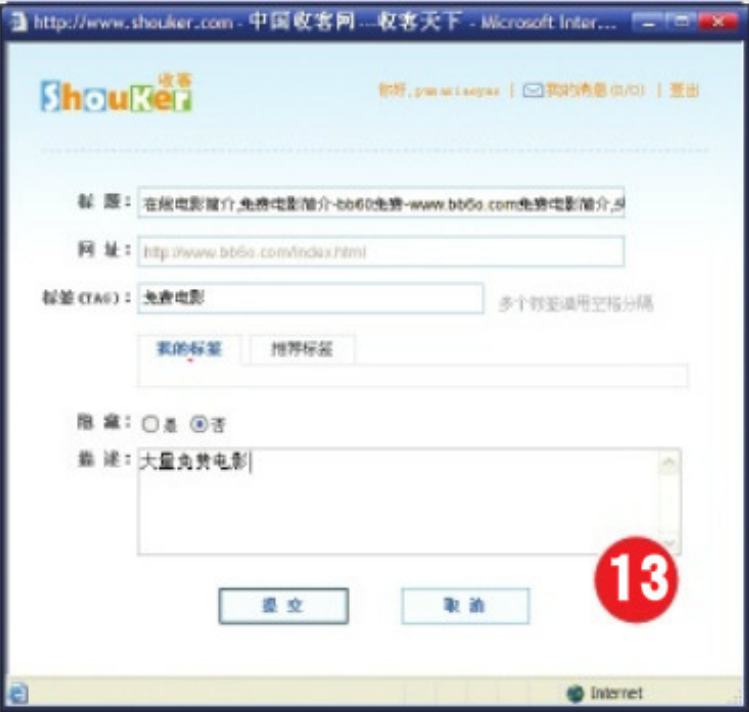 http://www.shouker.com - 中国收客网---收客天下 - Microsoft Inter...
收客
ShouKer
你好, | 我的消息(0/0) | 登出
标 题：在线电影简介,免费电影简介-bb60免费-www.bb6o.com免费电影简介,
网 址：http://www.bb6o.com/index.html
标签(TAG)：免费电影 多个标签请用空格分隔
我的标签 推荐标签
隐 藏：是 否
描 述：大量免费电影
提 交 取 消
13
Internet